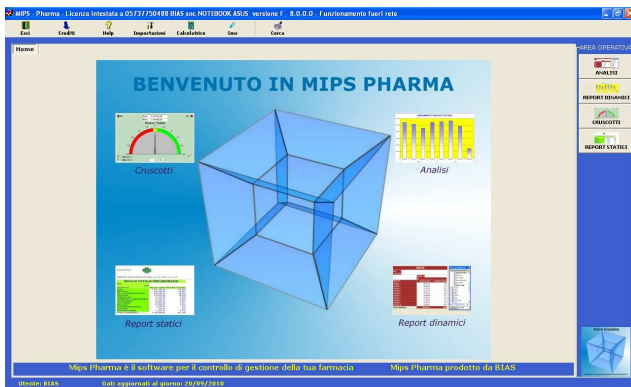 MIPS - Pharma - Licenza intestata a 05737750488 BIAS snc NOTEBOOK ASUS versione F 8.0.0.0 - Funzionamento fuori rete
Esci Crediti Help Importazioni Calcolatrice Smr Cerca
Home
AREA OPERATIVA
BENVENUTO IN MIPS PHARMA
ANALISI
REPORT DINAMICI
CRUSCOTTI
REPORT STATICI
Cruscotti
Analisi
Report statici
Report dinamici
MIPS PHARMA
Mips Pharma è il software per il controllo di gestione della tua farmacia Mips Pharma prodotto da BIAS
Utente: BIAS Dati aggiornati al giorno: 20/09/2010